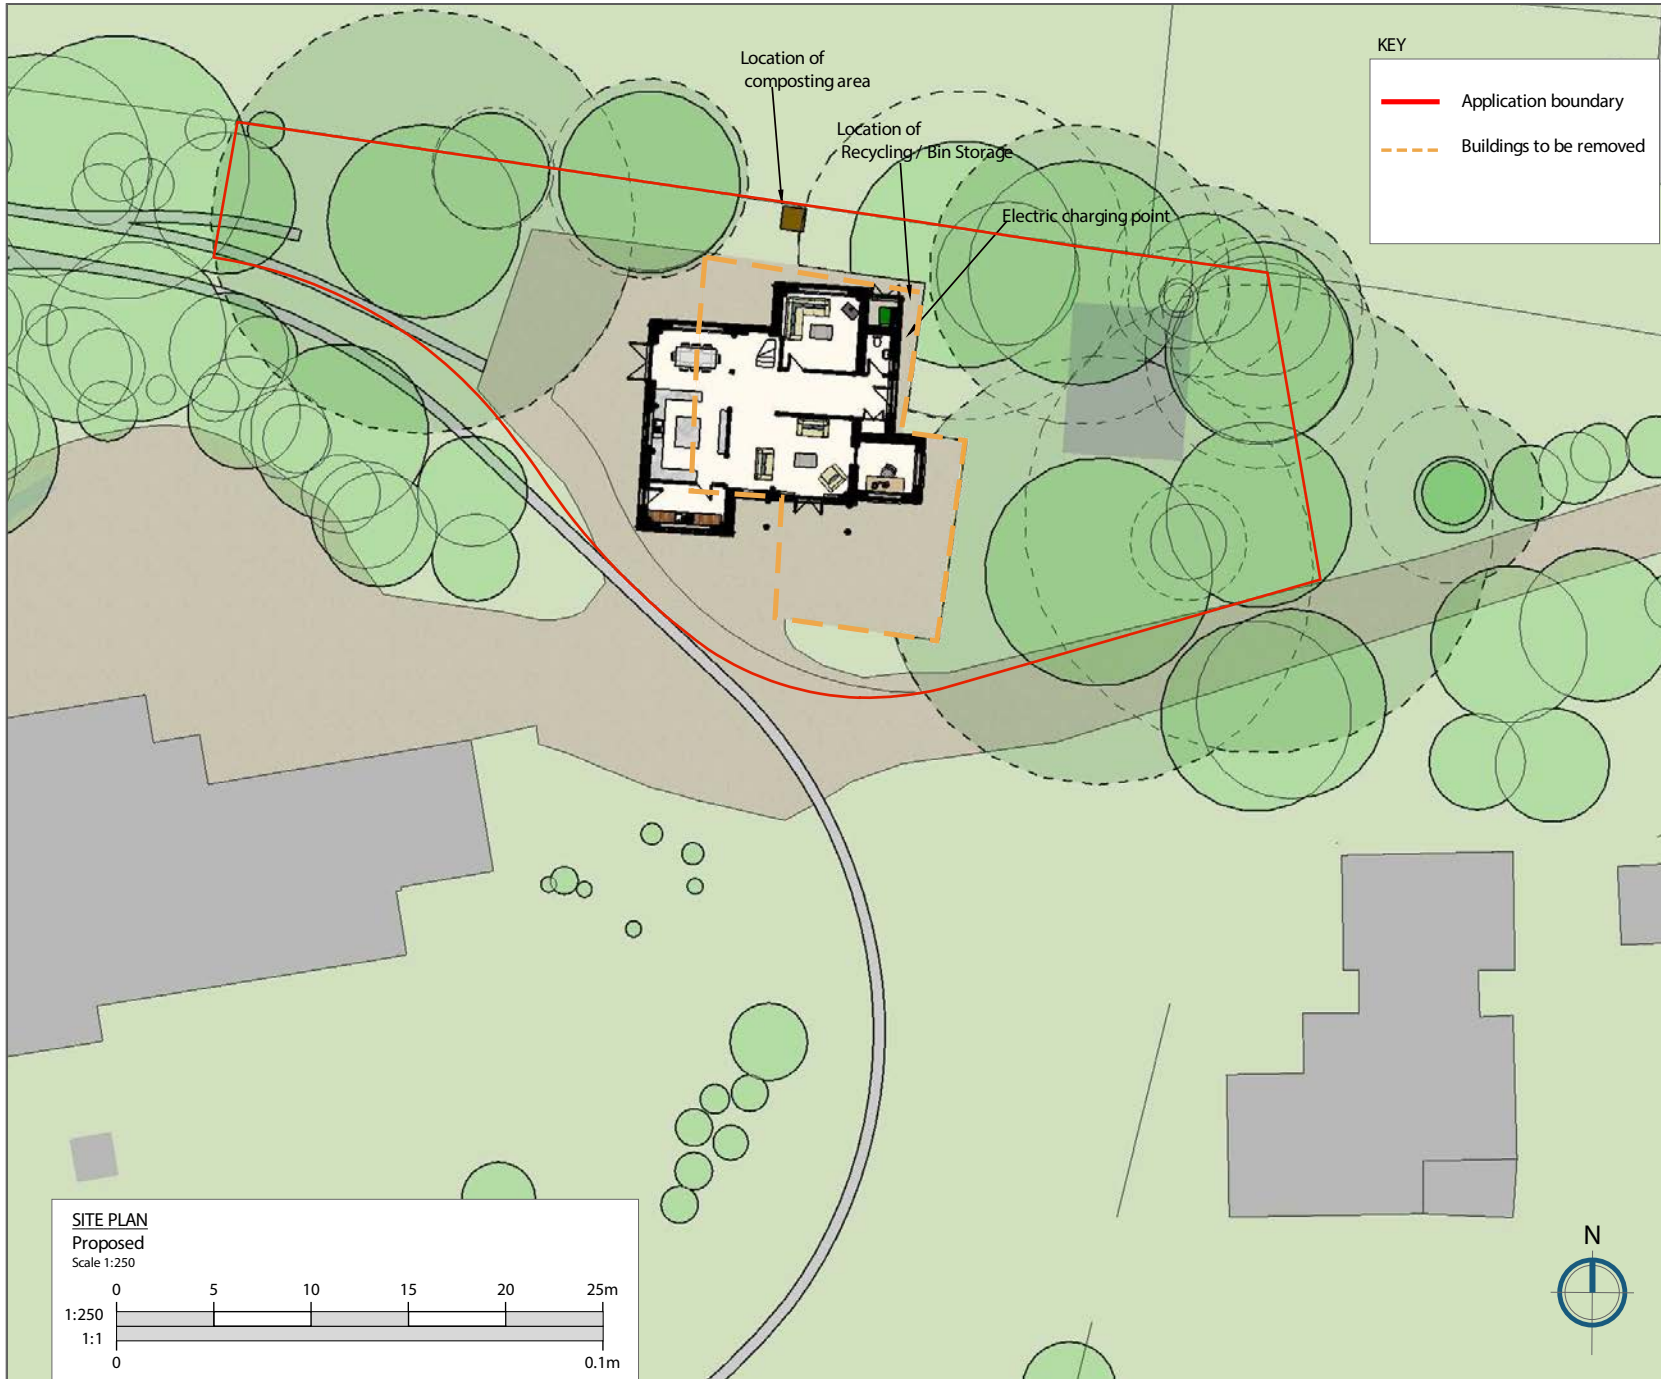 Location of
composting area
Location of
Recycling / Bin Storage
Electric charging point
KEY
Application boundary
Buildings to be removed
SITE PLAN
Proposed
Scale 1:250
0 5 10 15 20 25m
1:250
1:1
0 0.1m
N